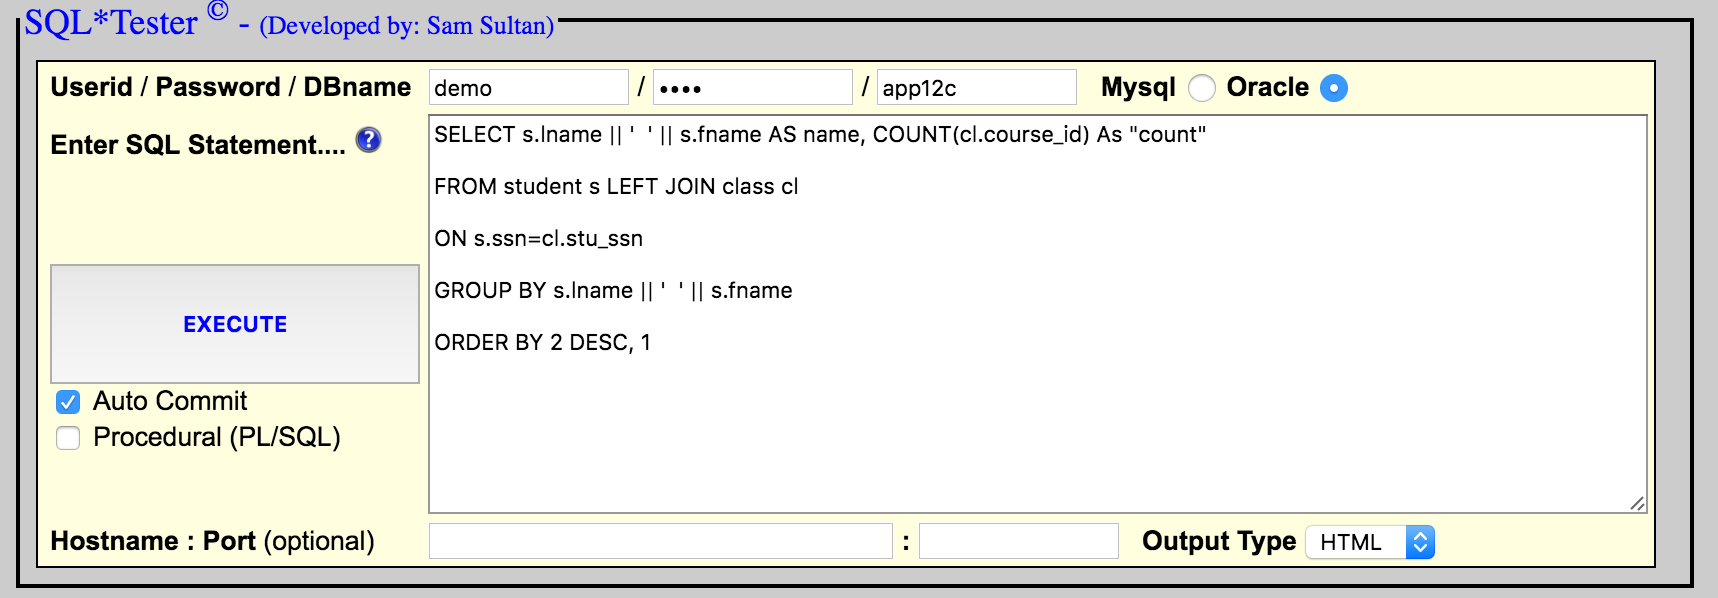 SQL*Tester © - (Developed by: Sam Sultan)
Userid / Password / DBname demo / •••• / app12c Mysql Oracle
Enter SQL Statement.... ?
SELECT s.lname || '  ' || s.fname AS name, COUNT(cl.course_id) As "count"
FROM student s LEFT JOIN class cl
ON s.ssn=cl.stu_ssn
GROUP BY s.lname || '  ' || s.fname
ORDER BY 2 DESC, 1
EXECUTE
Auto Commit
Procedural (PL/SQL)
Hostname : Port (optional) : Output Type HTML